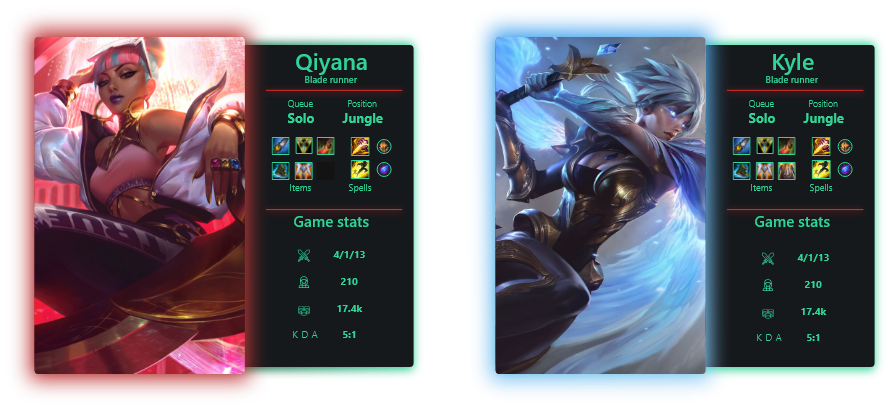 Qiyana
Blade runner
Queue Position
Solo Jungle
Items Spells
Game stats
4/1/13
210
17.4k
K D A 5:1
Kyle
Blade runner
Queue Position
Solo Jungle
Items Spells
Game stats
4/1/13
210
17.4k
K D A 5:1